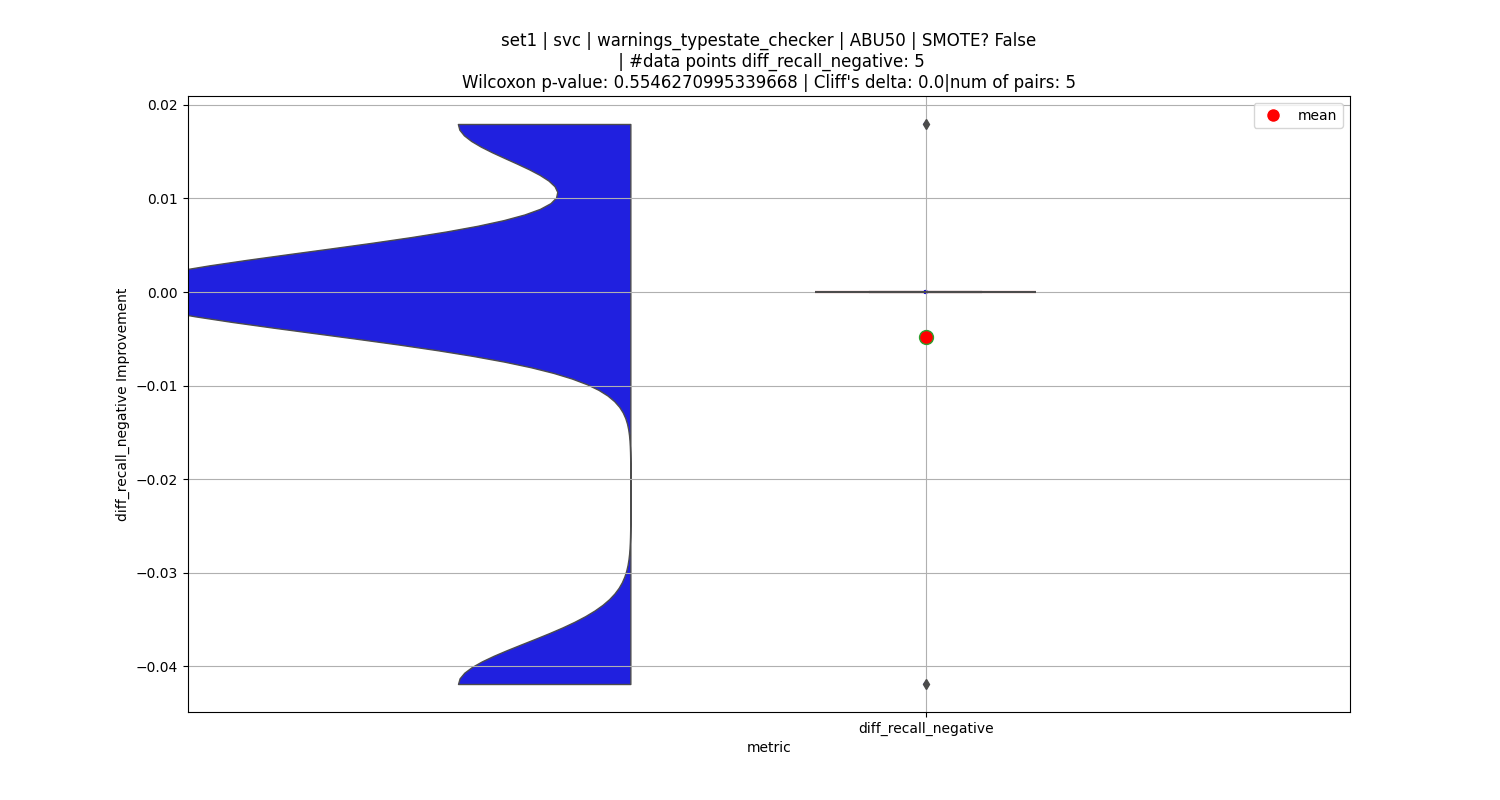 set1 | svc | warnings_typestate_checker | ABU50 | SMOTE? False
| #data points diff_recall_negative: 5
Wilcoxon p-value: 0.5546270995339668 | Cliff's delta: 0.0|num of pairs: 5
mean
0.02
0.01
0.00
−0.01
−0.02
−0.03
−0.04
diff_recall_negative Improvement
diff_recall_negative
metric